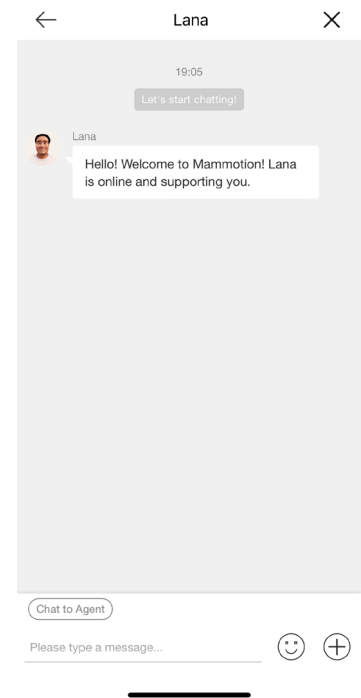 Lana
19:05
Let's start chatting!
Lana
Hello! Welcome to Mammotion! Lana
is online and supporting you.
Chat to Agent
Please type a message...